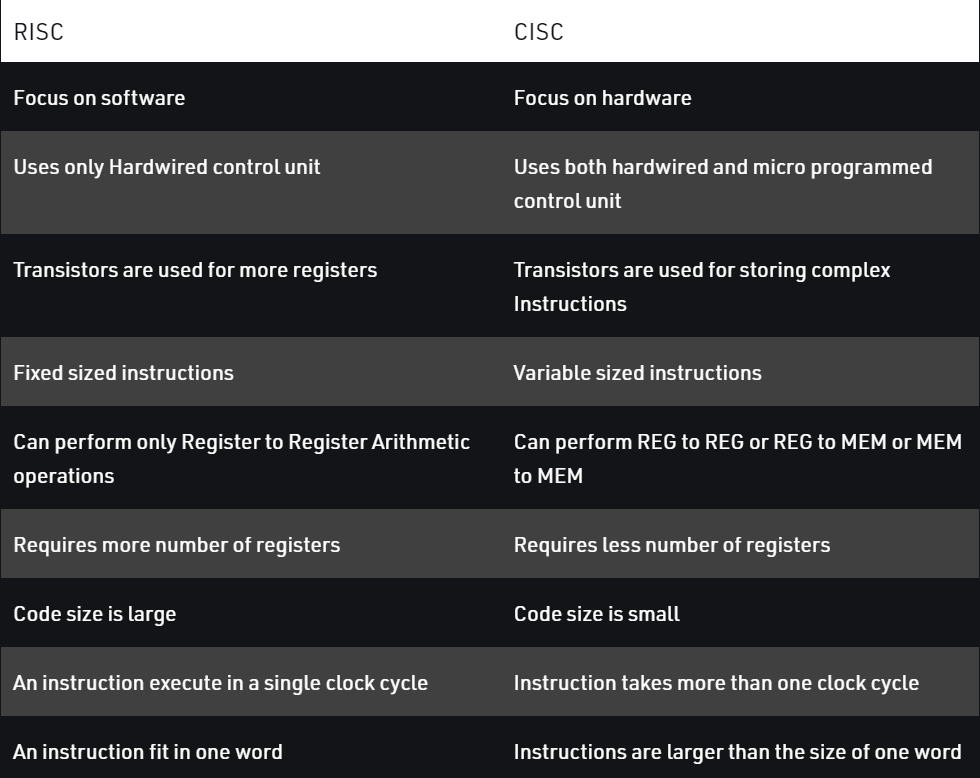 RISC CISC
Focus on software Focus on hardware
Uses only Hardwired control unit Uses both hardwired and micro programmed
control unit
Transistors are used for more registers Transistors are used for storing complex
Instructions
Fixed sized instructions Variable sized instructions
Can perform only Register to Register Arithmetic Can perform REG to REG or REG to MEM or MEM
operations to MEM
Requires more number of registers Requires less number of registers
Code size is large Code size is small
An instruction execute in a single clock cycle Instruction takes more than one clock cycle
An instruction fit in one word Instructions are larger than the size of one word